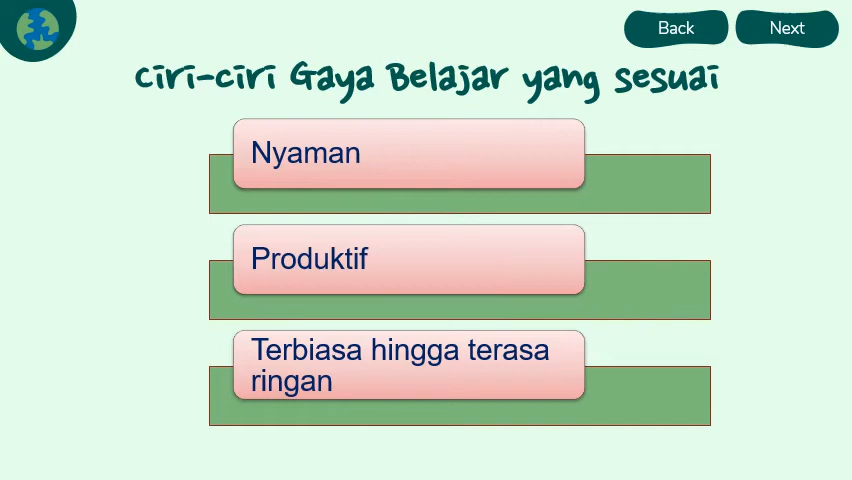 Back
Next
Ciri-ciri Gaya Belajar yang sesuai
Nyaman
Produktif
Terbiasa hingga terasa
ringan